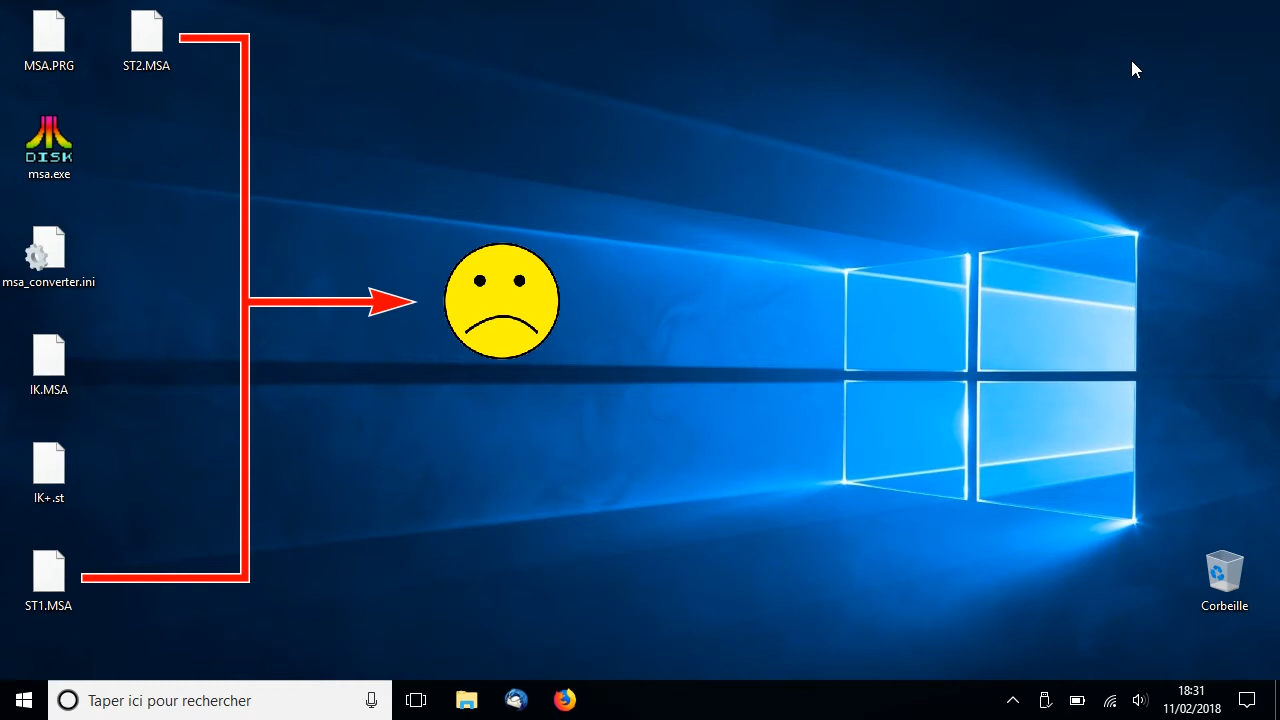 MSA.PRG
ST2.MSA
DISK
msa.exe
msa_converter.ini
IK.MSA
IK+.st
ST1.MSA
Corbeille
Taper ici pour rechercher
18:31
11/02/2018